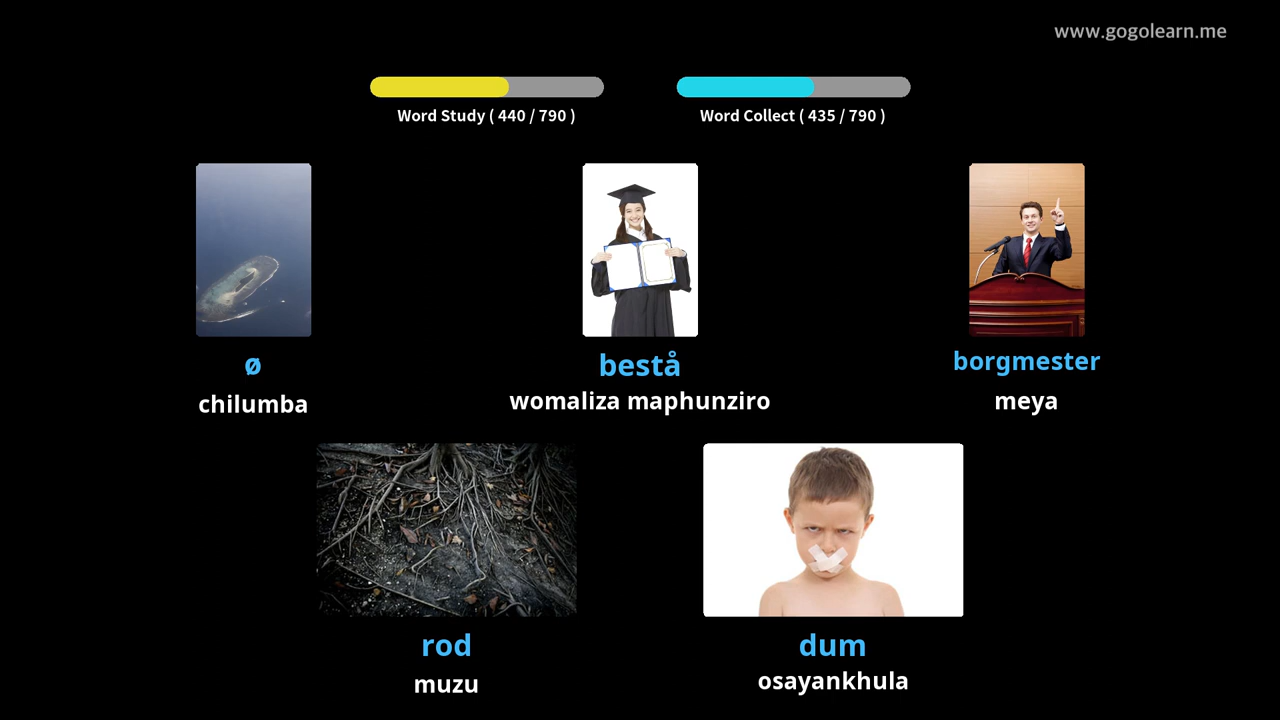 www.gogolearn.me
Word Study ( 440 / 790 )
Word Collect ( 435 / 790 )
ø
bestå
borgmester
chilumba
womaliza maphunziro
meya
rod
dum
muzu
osayankhula